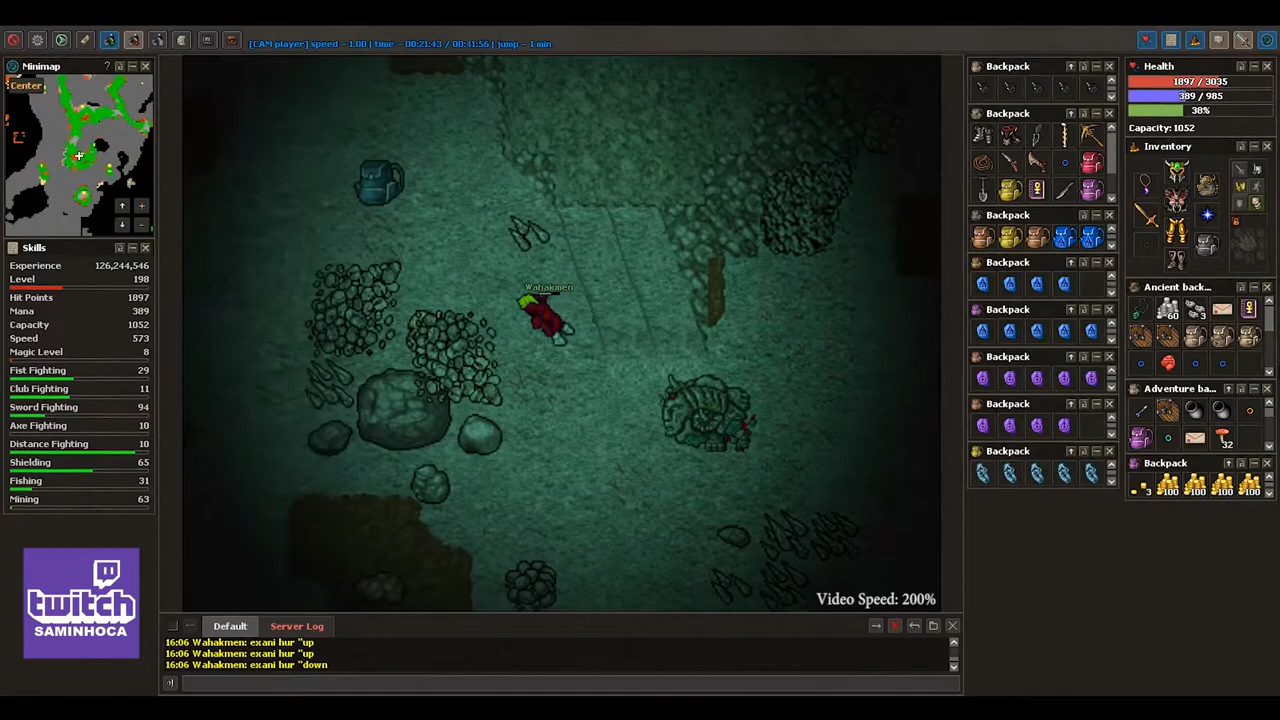 [CAM player] speed - 1.00 | time - 00:21:43 / 00:41:56 | jump - 1 min
Minimap
?
Center
Skills
Experience 126,244,546
Level 198
Hit Points 1897
Mana 389
Capacity 1052
Speed 573
Magic Level 8
Fist Fighting 29
Club Fighting 11
Sword Fighting 94
Axe Fighting 10
Distance Fighting 10
Shielding 65
Fishing 31
Mining 63
twitch
SAMINHOCA
Wahakmen
Video Speed: 200%
Default Server Log
16:06 Wahakmen: exani hur "up
16:06 Wahakmen: exani hur "up
16:06 Wahakmen: exani hur "down
Backpack
Backpack
Backpack
Backpack
Backpack
Backpack
Backpack
Backpack
Health
1897 / 3035
389 / 985
38%
Capacity: 1052
Inventory
6
Ancient back...
60 3
Adventure ba...
32
Backpack
3 100 100 100 100